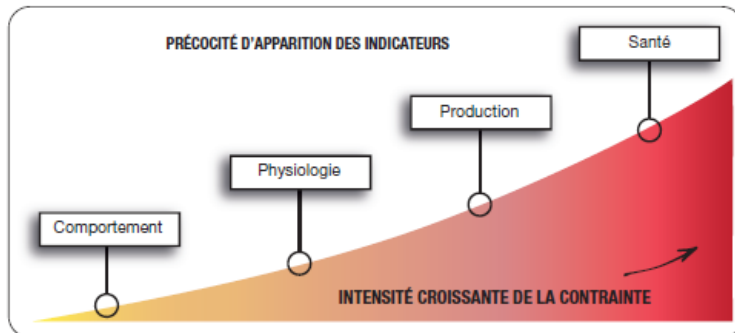 PRÉCOCITÉ D'APPARITION DES INDICATEURS
Santé
Production
Physiologie
Comportement
INTENSITÉ CROISSANTE DE LA CONTRAINTE